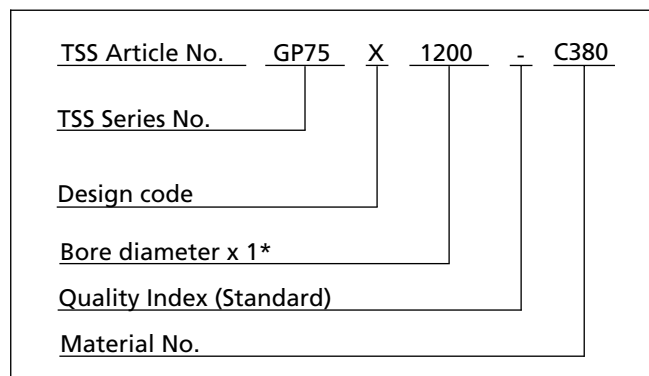 TSS Article No. GP75 X 1200 - C380
TSS Series No.
Design code
Bore diameter x 1*
Quality Index (Standard)
Material No.